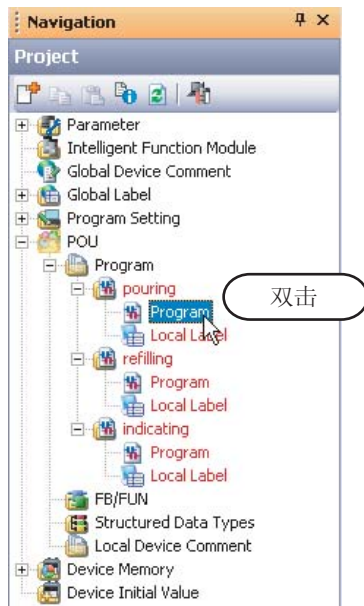 Navigation
Project
Parameter
Intelligent Function Module
Global Device Comment
Global Label
Program Setting
POU
Program
pouring
Program
双击
Local Label
refilling
Program
Local Label
indicating
Program
Local Label
FB/FUN
Structured Data Types
Local Device Comment
Device Memory
Device Initial Value